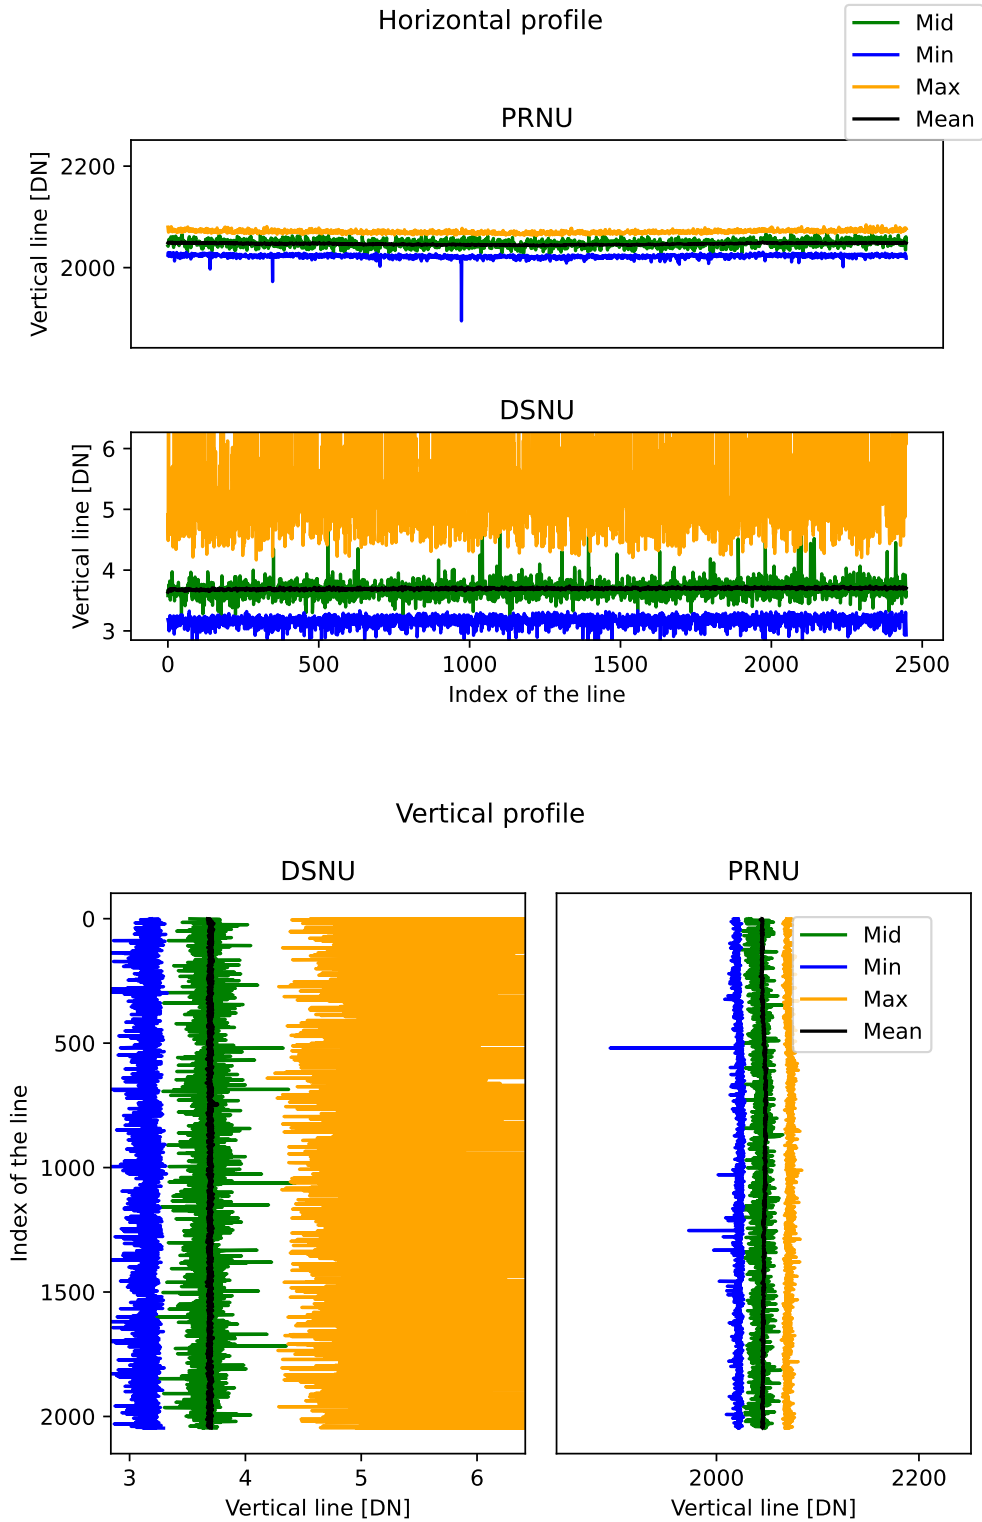 Horizontal profile
Mid
Min
Max
Mean
PRNU
Vertical line [DN]
2200
2000
DSNU
Vertical line [DN]
6
5
4
3
0 500 1000 1500 2000 2500
Index of the line
Vertical profile
DSNU
PRNU
Index of the line
0
500
1000
1500
2000
Mid
Min
Max
Mean
3 4 5 6
2000 2200
Vertical line [DN]
Vertical line [DN]